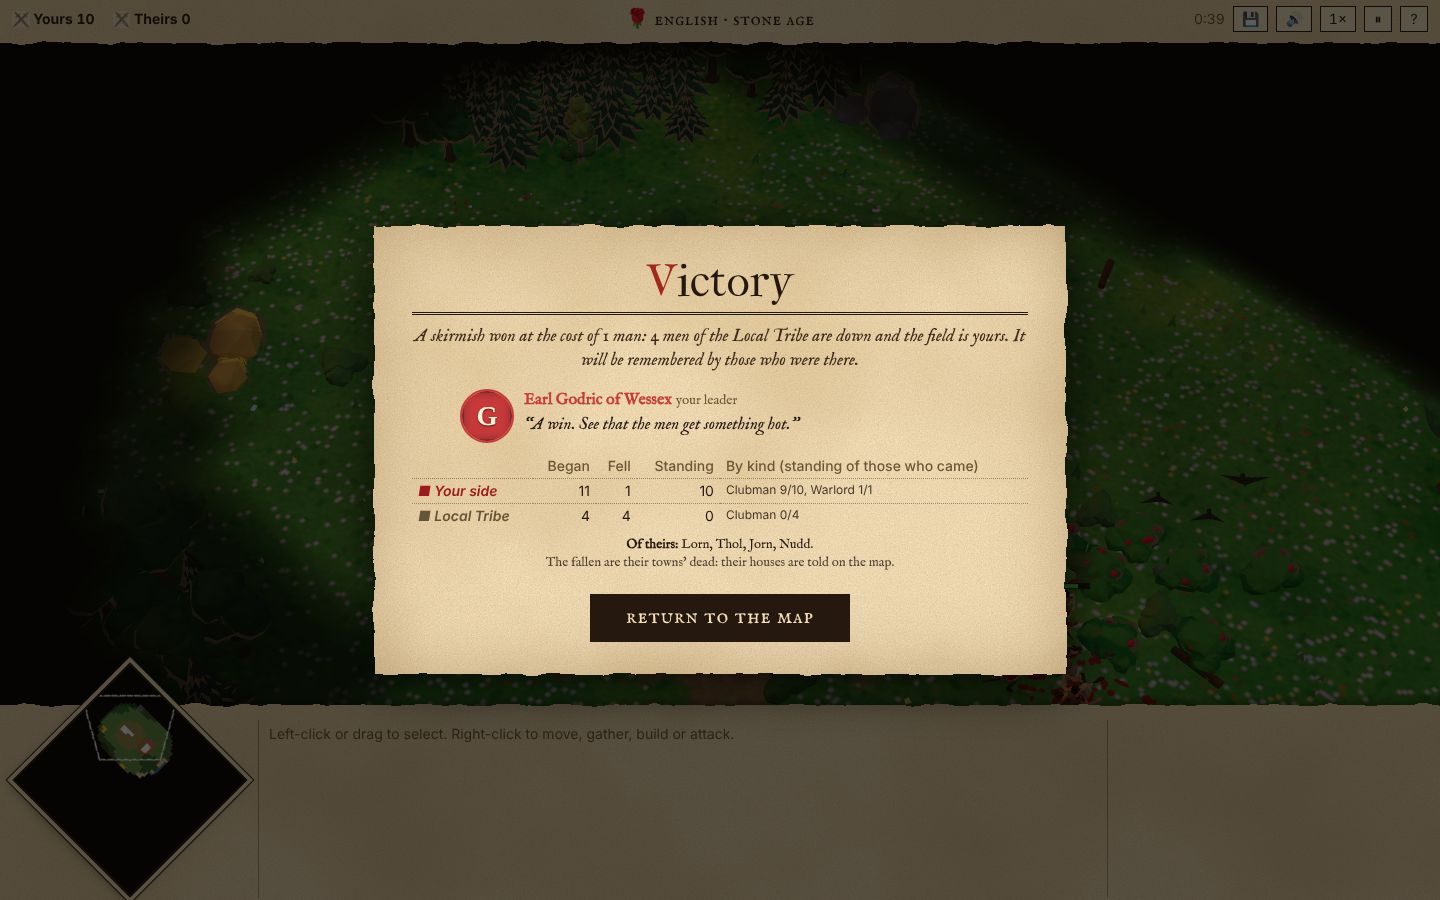 Yours 10 Theirs 0 ENGLISH · STONE AGE 0:39 1× ?
Victory
A skirmish won at the cost of 1 man: 4 men of the Local Tribe are down and the field is yours. It
will be remembered by those who were there.
G
Earl Godric of Wessex your leader
“A win. See that the men get something hot.”
Began Fell Standing By kind (standing of those who came)
Your side 11 1 10 Clubman 9/10, Warlord 1/1
Local Tribe 4 4 0 Clubman 0/4
Of theirs: Lorn, Thol, Jorn, Nudd.
The fallen are their towns’ dead: their houses are told on the map.
RETURN TO THE MAP
Left-click or drag to select. Right-click to move, gather, build or attack.